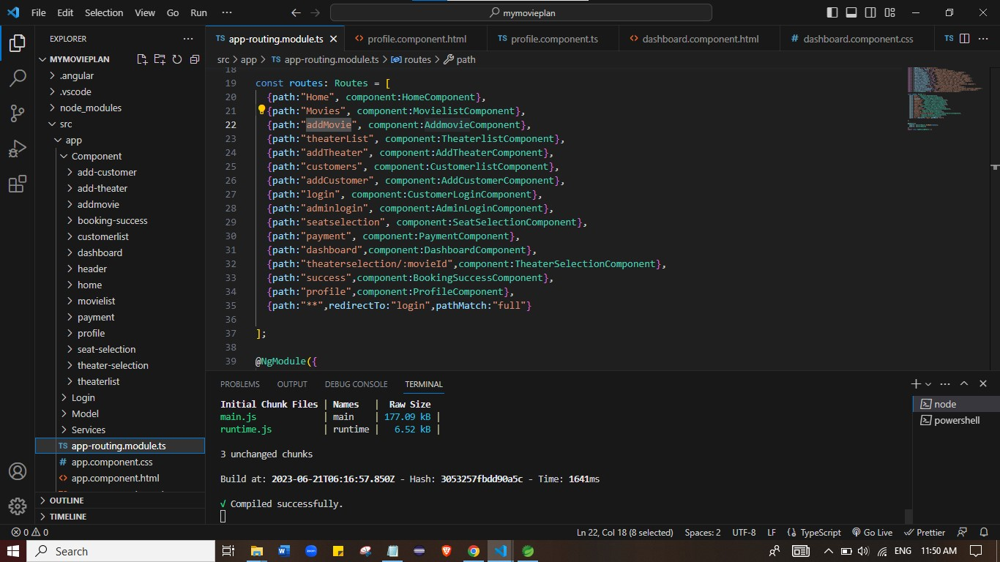 File Edit Selection View Go Run ···
mymovieplan
EXPLORER ···
MYMOVIEPLAN
.angular
.vscode
node_modules
src
app
Component
add-customer
add-theater
addmovie
booking-success
customerlist
dashboard
header
home
movielist
payment
profile
seat-selection
theater-selection
theaterlist
Login
Model
Services
TS app-routing.module.ts
# app.component.css
<> app.component.html
OUTLINE
TIMELINE
TS app-routing.module.ts
<> profile.component.html
TS profile.component.ts
<> dashboard.component.html
# dashboard.component.css
TS
src > app > TS app-routing.module.ts > routes > path
18
19 const routes: Routes = [
20 {path:"Home", component:HomeComponent},
21 {path:"Movies", component:MovielistComponent},
22 {path:"addMovie", component:AddmovieComponent},
23 {path:"theaterList", component:TheaterlistComponent},
24 {path:"addTheater", component:AddTheaterComponent},
25 {path:"customers", component:CustomerlistComponent},
26 {path:"addCustomer", component:AddCustomerComponent},
27 {path:"login", component:CustomerLoginComponent},
28 {path:"adminlogin", component:AdminLoginComponent},
29 {path:"seatselection", component:SeatSelectionComponent},
30 {path:"payment", component:PaymentComponent},
31 {path:"dashboard",component:DashboardComponent},
32 {path:"theaterselection/:movieId",component:TheaterSelectionComponent},
33 {path:"success",component:BookingSuccessComponent},
34 {path:"profile",component:ProfileComponent},
35 {path:"**",redirectTo:"login",pathMatch:"full"}
36
37 ];
38
39 @NgModule({
PROBLEMS OUTPUT DEBUG CONSOLE TERMINAL
Initial Chunk Files | Names | Raw Size
main.js | main | 177.09 kB |
runtime.js | runtime | 6.52 kB |
3 unchanged chunks
Build at: 2023-06-21T06:16:57.850Z - Hash: 3053257fbdd90a5c - Time: 1641ms
√ Compiled successfully.
node
powershell
0 0
Ln 22, Col 18 (8 selected) Spaces: 2 UTF-8 LF TypeScript Go Live Prettier
Search
ENG 11:50 AM